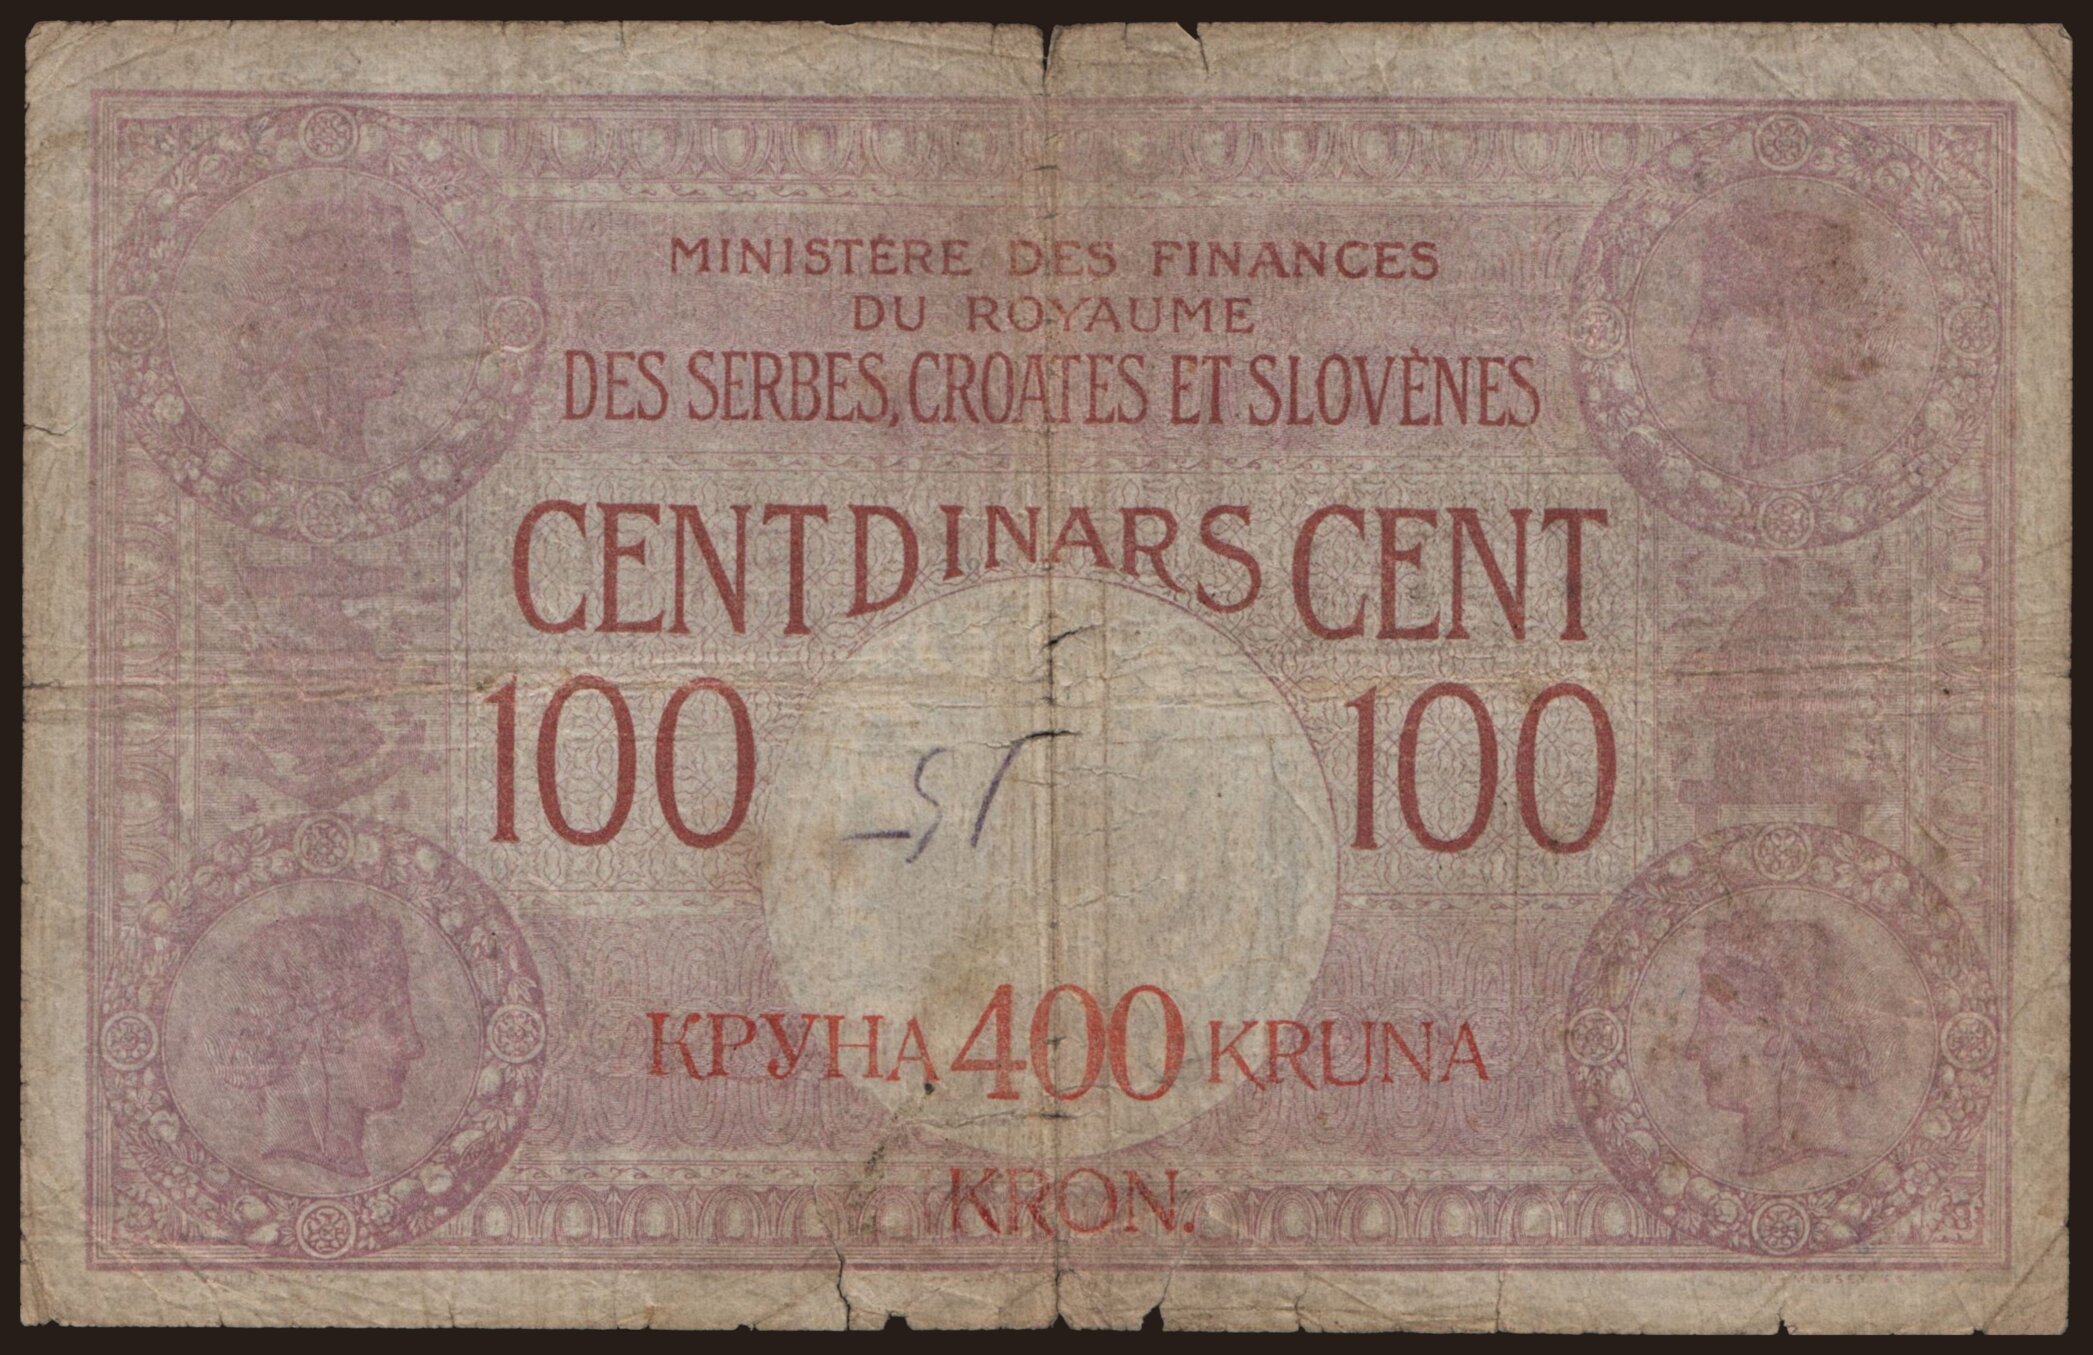 MINISTÈRE DES FINANCES
DU ROYAUME
DES SERBES, CROATES ET SLOVÈNES
CENT DINARS CENT
100 100
КРУНА 400 KRUNA
KRON.